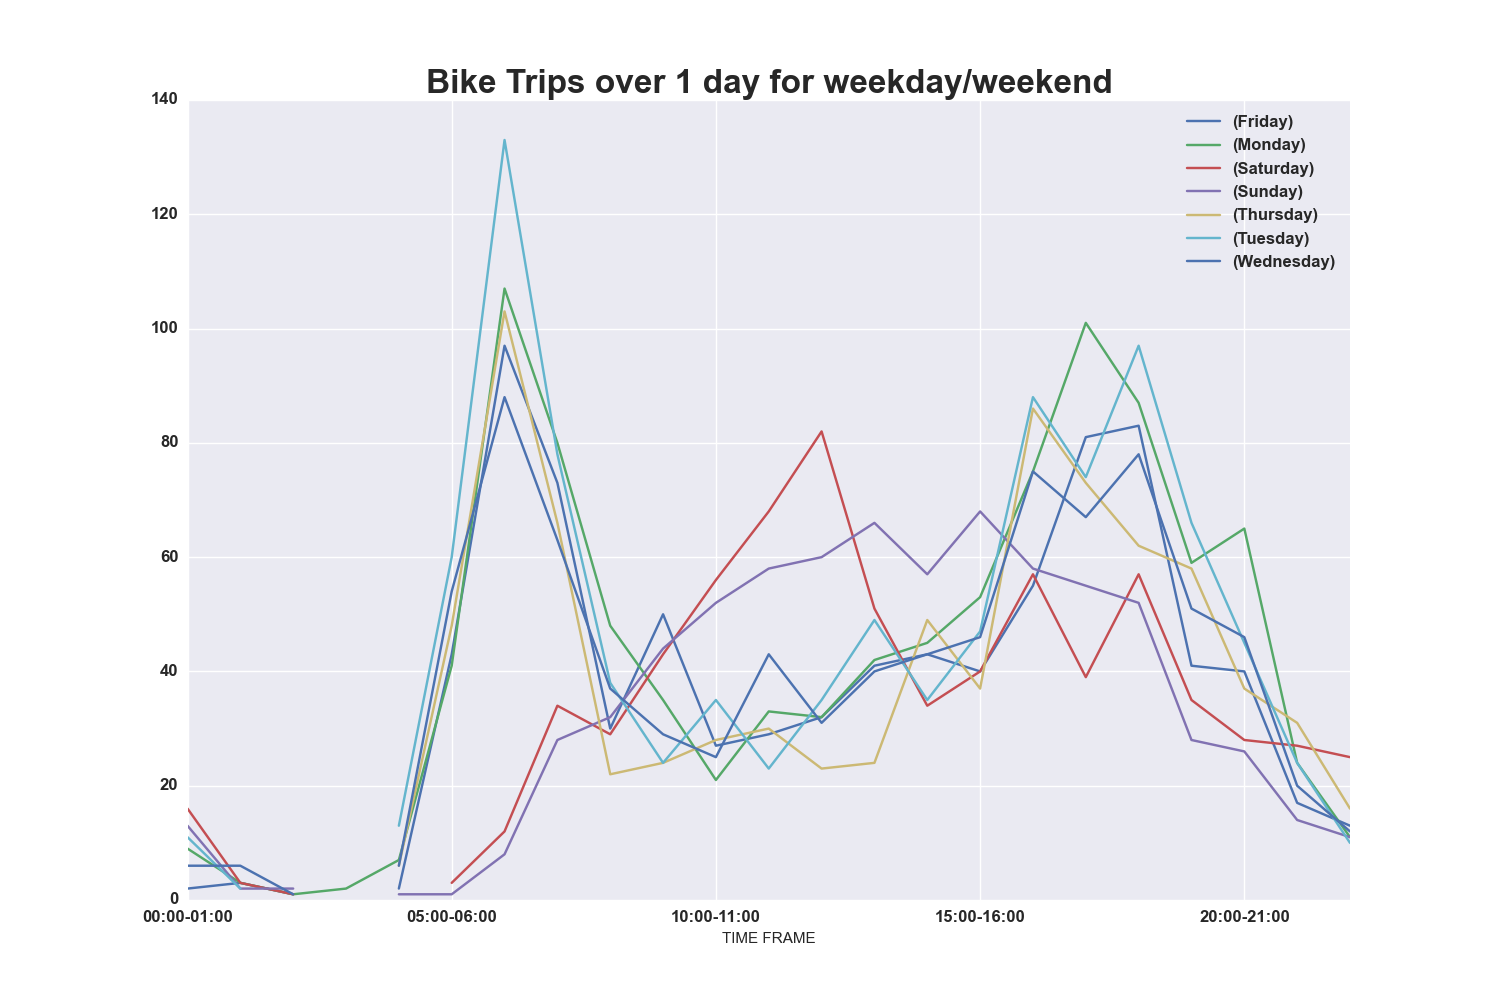 Bike Trips over 1 day for weekday/weekend
140
120
100
80
60
40
20
0
(Friday)
(Monday)
(Saturday)
(Sunday)
(Thursday)
(Tuesday)
(Wednesday)
00:00-01:00 05:00-06:00 10:00-11:00 15:00-16:00 20:00-21:00
TIME FRAME